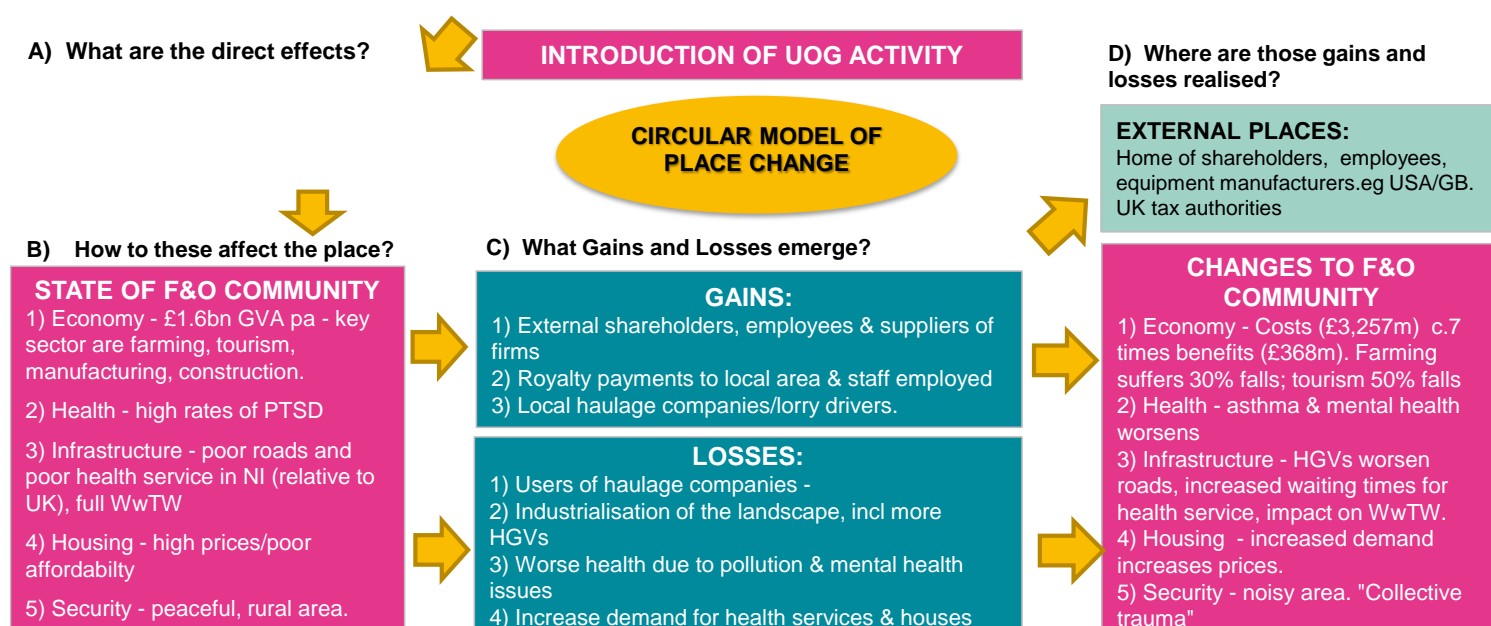 A)  What are the direct effects?
INTRODUCTION OF UOG ACTIVITY
CIRCULAR MODEL OF
PLACE CHANGE
D)  Where are those gains and
losses realised?
EXTERNAL PLACES:
Home of shareholders,  employees,
equipment manufacturers.eg USA/GB.
UK tax authorities
B)    How to these affect the place?
STATE OF F&O COMMUNITY
1) Economy - £1.6bn GVA pa - key
sector are farming, tourism,
manufacturing, construction.
2) Health - high rates of PTSD
3) Infrastructure - poor roads and
poor health service in NI (relative to
UK), full WwTW
4) Housing - high prices/poor
affordabilty
5) Security - peaceful, rural area.
C)  What Gains and Losses emerge?
GAINS:
1) External shareholders, employees & suppliers of
firms
2) Royalty payments to local area & staff employed
3) Local haulage companies/lorry drivers.
LOSSES:
1) Users of haulage companies -
2) Industrialisation of the landscape, incl more
HGVs
3) Worse health due to pollution & mental health
issues
4) Increase demand for health services & houses
CHANGES TO F&O
COMMUNITY
1) Economy - Costs (£3,257m)  c.7
times benefits (£368m). Farming
suffers 30% falls; tourism 50% falls
2) Health - asthma & mental health
worsens
3) Infrastructure - HGVs worsen
roads, increased waiting times for
health service, impact on WwTW.
4) Housing  - increased demand
increases prices.
5) Security - noisy area. "Collective
trauma"